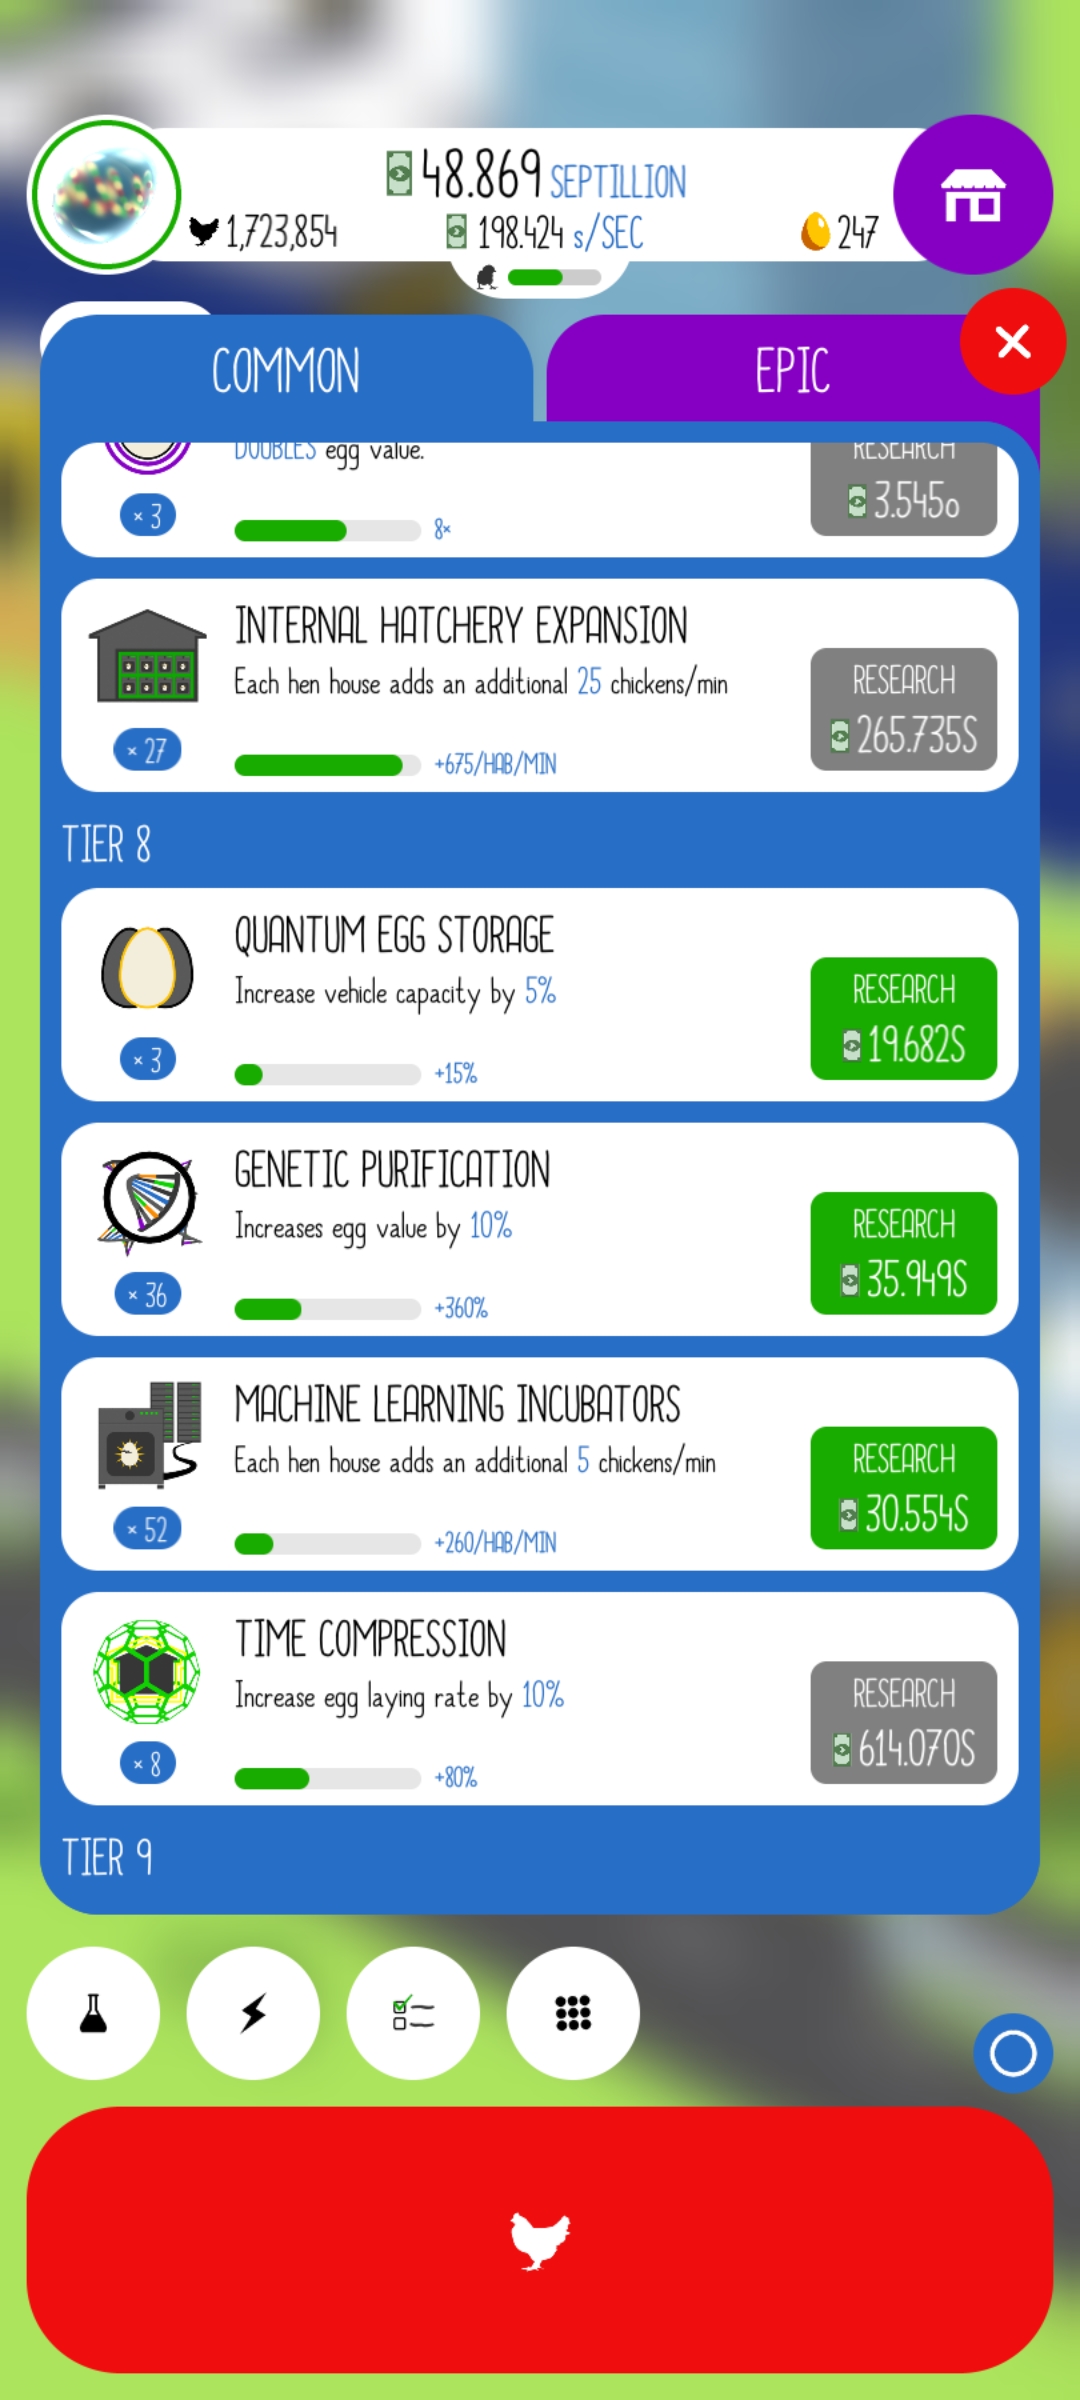 48.869 SEPTILLION
1,723,854
198.424 s/SEC
247
COMMON
EPIC
DOUBLES egg value.
RESEARCH
× 3
3.545o
8×
INTERNAL HATCHERY EXPANSION
Each hen house adds an additional 25 chickens/min
RESEARCH
265.735S
× 27
+675/HAB/MIN
TIER 8
QUANTUM EGG STORAGE
Increase vehicle capacity by 5%
RESEARCH
19.682S
× 3
+15%
GENETIC PURIFICATION
Increases egg value by 10%
RESEARCH
35.949S
× 36
+360%
MACHINE LEARNING INCUBATORS
Each hen house adds an additional 5 chickens/min
RESEARCH
30.554S
× 52
+260/HAB/MIN
TIME COMPRESSION
Increase egg laying rate by 10%
RESEARCH
614.070S
× 8
+80%
TIER 9